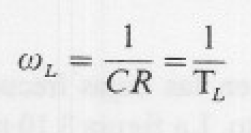 ω_L = 1/CR = 1/T_L